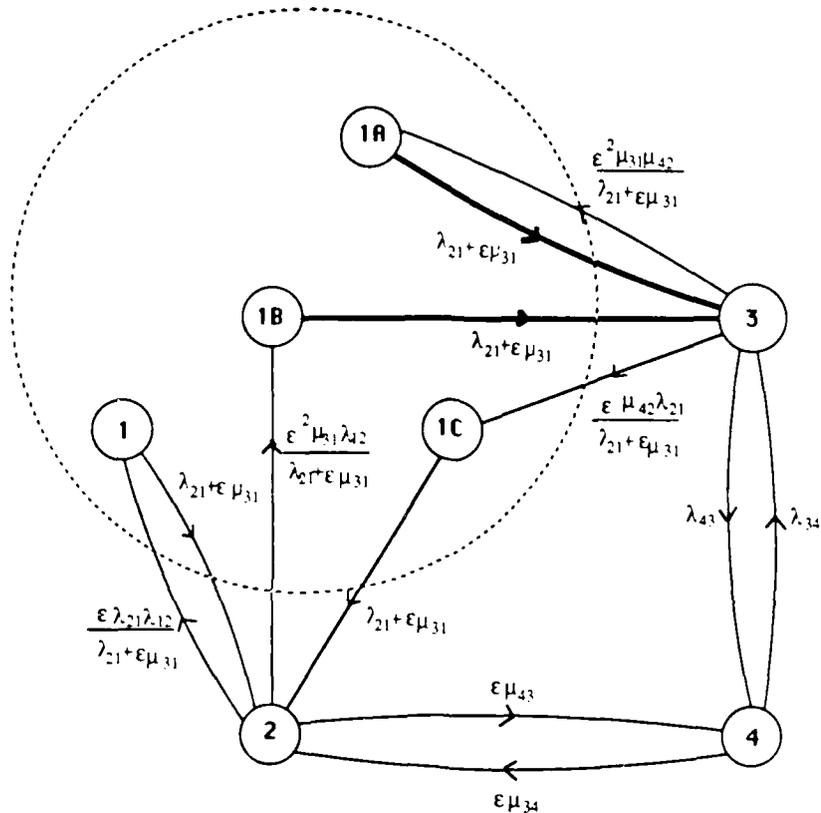 1A
ε²μ₃₁μ₄₂
λ₂₁+εμ₃₁
λ₂₁+εμ₃₁
1B
3
λ₂₁+εμ₃₁
1
1C
ε μ₄₂λ₂₁
λ₂₁+εμ₃₁
ε²μ₃₁λ₄₂
λ₂₁+εμ₃₁
λ₂₁+εμ₃₁
λ₄₃
λ₃₄
ελ₂₁λ₁₂
λ₂₁+εμ₃₁
λ₂₁+εμ₃₁
2
εμ₄₃
4
εμ₃₄